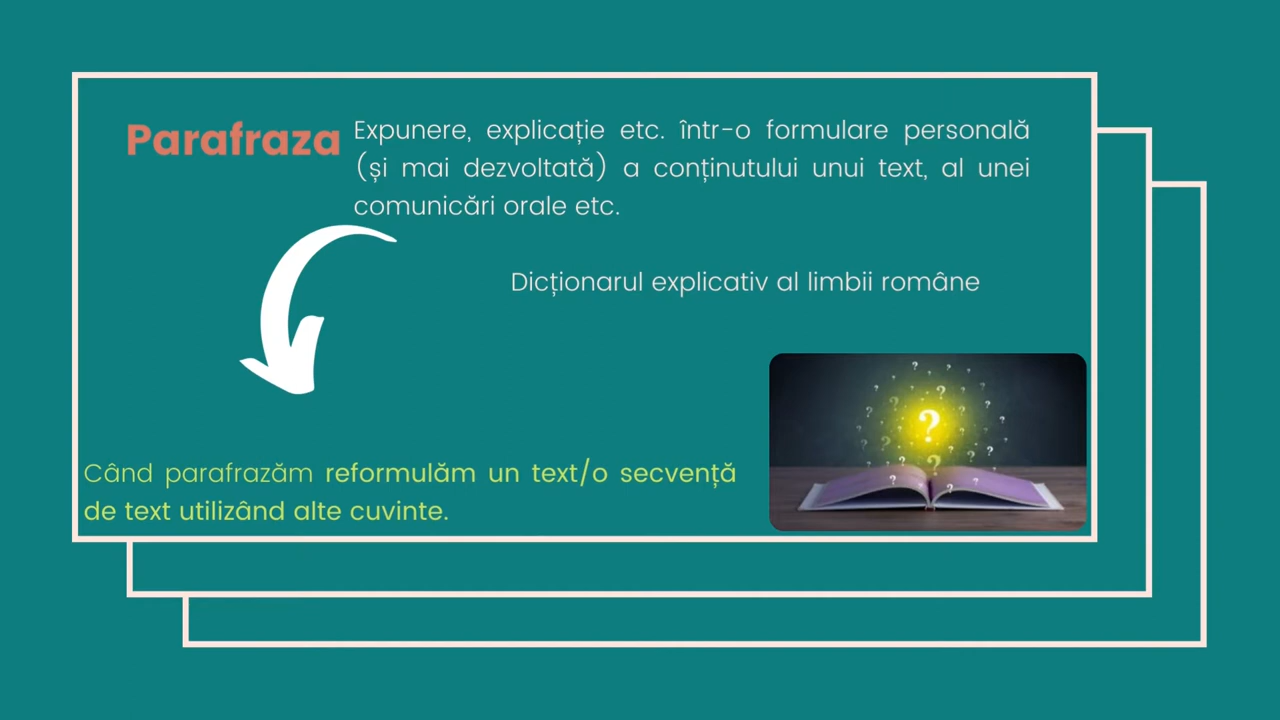 Parafraza
Expunere, explicație etc. într-o formulare personală
(și mai dezvoltată) a conținutului unui text, al unei
comunicări orale etc.
Dicționarul explicativ al limbii române
Când parafrazăm reformulăm un text/o secvență
de text utilizând alte cuvinte.